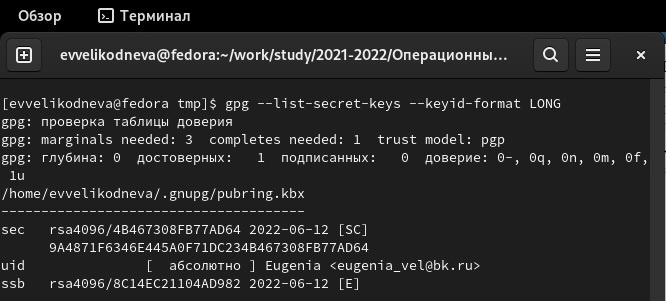 Обзор Терминал
evvelikodneva@fedora:~/work/study/2021-2022/Операционны...
[evvelikodneva@fedora tmp]$ gpg --list-secret-keys --keyid-format LONG
gpg: проверка таблицы доверия
gpg: marginals needed: 3  completes needed: 1  trust model: pgp
gpg: глубина: 0  достоверных:   1  подписанных:   0  доверие: 0-, 0q, 0n, 0m, 0f,
 1u
/home/evvelikodneva/.gnupg/pubring.kbx
--------------------------------------
sec   rsa4096/4B467308FB77AD64 2022-06-12 [SC]
      9A4871F6346E445A0F71DC234B467308FB77AD64
uid               [  абсолютно ] Eugenia <eugenia_vel@bk.ru>
ssb   rsa4096/8C14EC21104AD982 2022-06-12 [E]